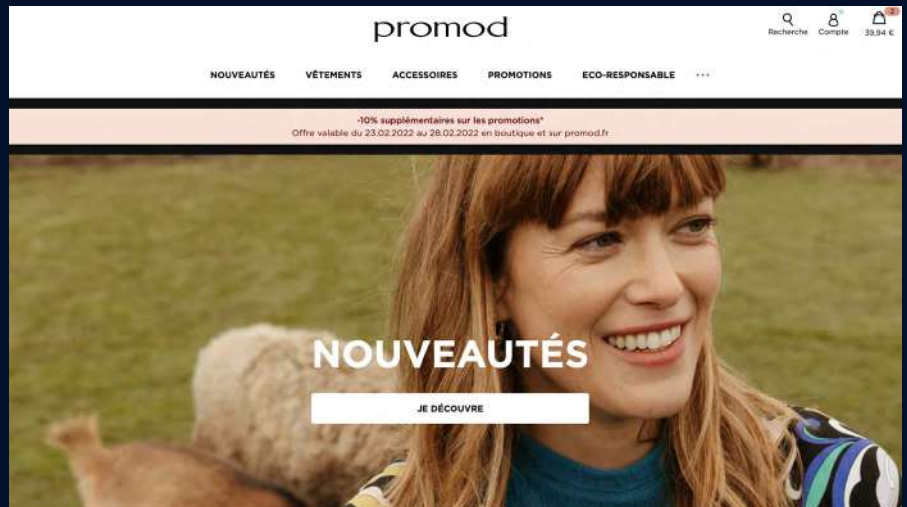 promod
Recherche
Compte
2
39,94 €
NOUVEAUTÉS VÊTEMENTS ACCESSOIRES PROMOTIONS ECO-RESPONSABLE ...
-10% supplémentaires sur les promotions*
Offre valable du 23.02.2022 au 28.02.2022 en boutique et sur promod.fr
NOUVEAUTÉS
JE DÉCOUVRE